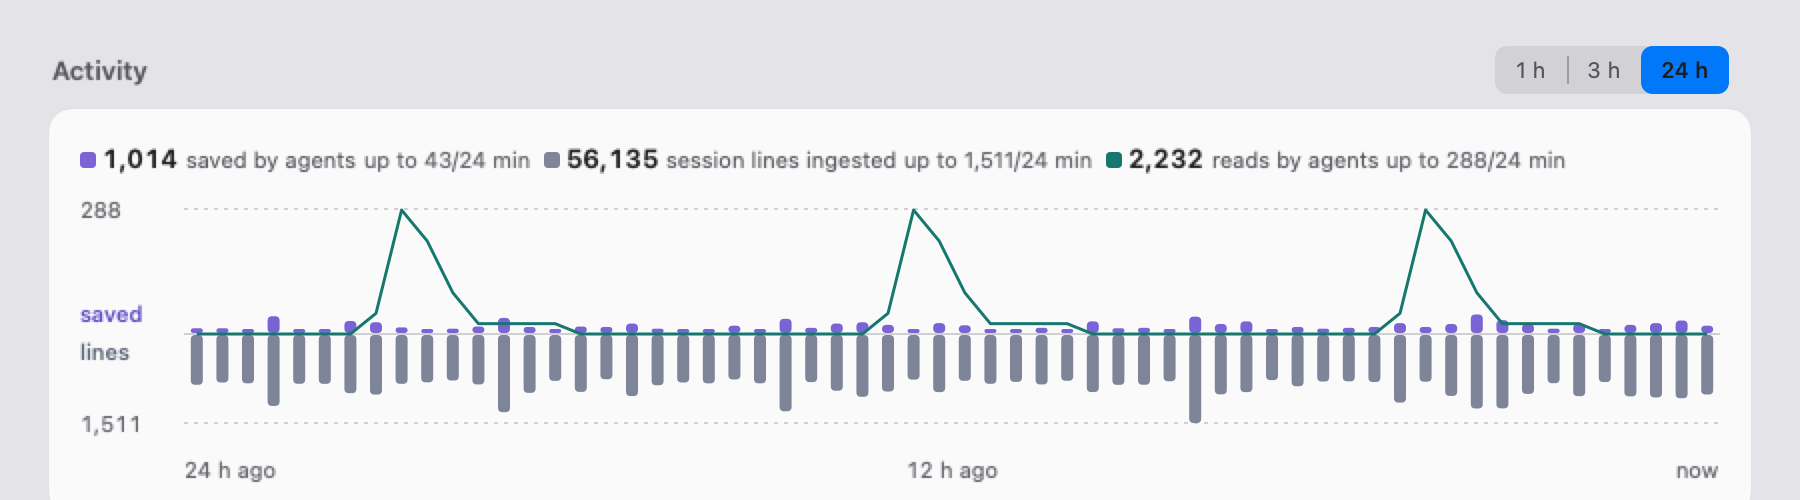 Activity
1 h 3 h 24 h
1,014 saved by agents up to 43/24 min 56,135 session lines ingested up to 1,511/24 min 2,232 reads by agents up to 288/24 min
288
saved
lines
1,511
24 h ago 12 h ago now